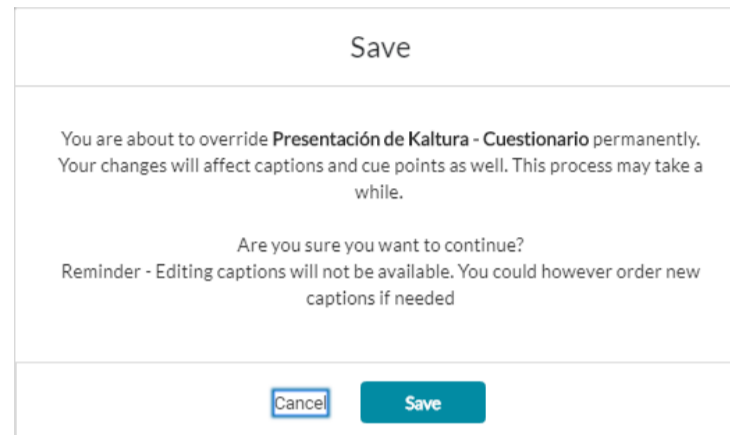 Save
You are about to override Presentación de Kaltura - Cuestionario permanently.
Your changes will affect captions and cue points as well. This process may take a
while.
Are you sure you want to continue?
Reminder - Editing captions will not be available. You could however order new
captions if needed
Cancel Save